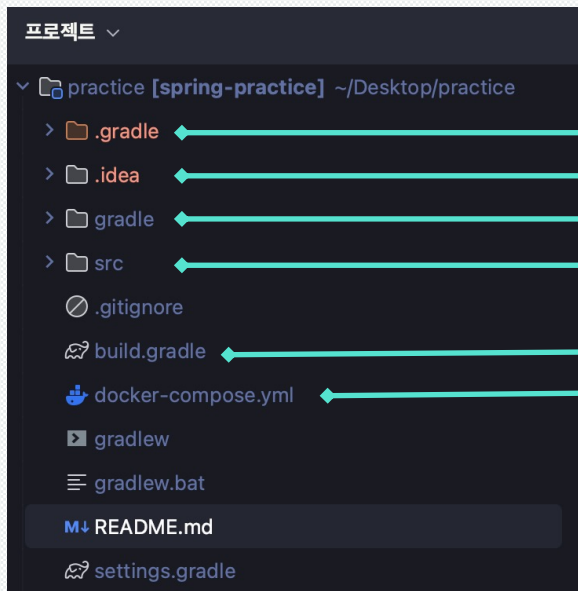 프로젝트
practice [spring-practice] ~/Desktop/practice
.gradle
.idea
gradle
src
.gitignore
build.gradle
docker-compose.yml
gradlew
gradlew.bat
M↓ README.md
settings.gradle